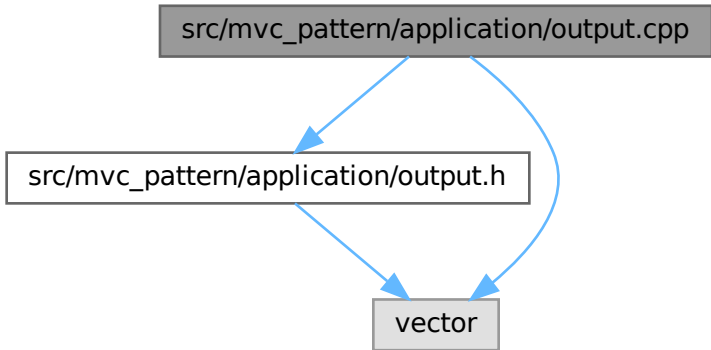 src/mvc_pattern/application/output.cpp
src/mvc_pattern/application/output.h
vector